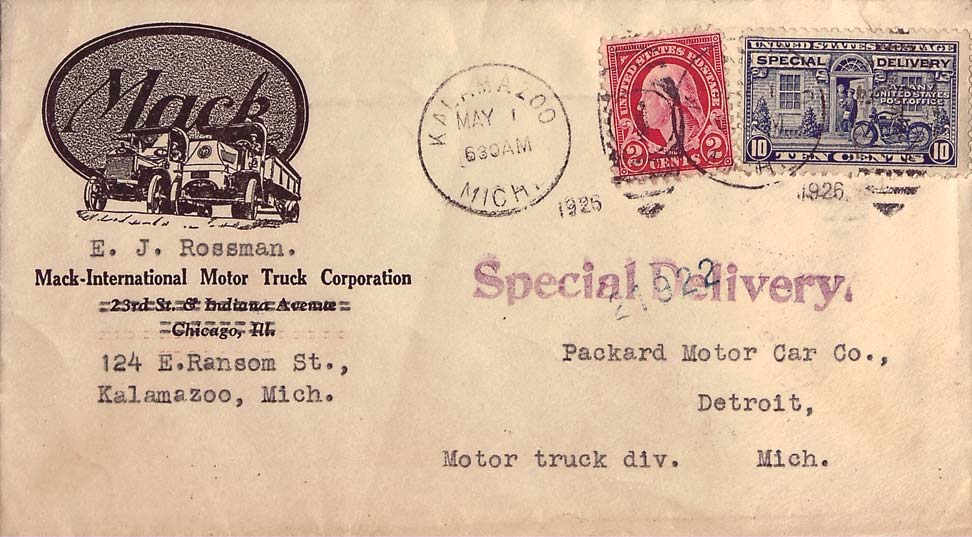 Mack
E. J. Rossman.
Mack-International Motor Truck Corporation
23rd St. & Indiana Avenue
Chicago, Ill.
124 E.Ransom St.,
Kalamazoo, Mich.
KALAMAZOO
MAY 1
630AM
MICH.
1926
UNITED STATES POSTAGE
2 CENTS 2
UNITED STATES POSTAGE
SPECIAL DELIVERY
AT ANY
UNITED STATES
POST OFFICE
10 TEN CENTS 10
1926
Special Delivery.
21922
Packard Motor Car Co.,
Detroit,
Motor truck div. Mich.